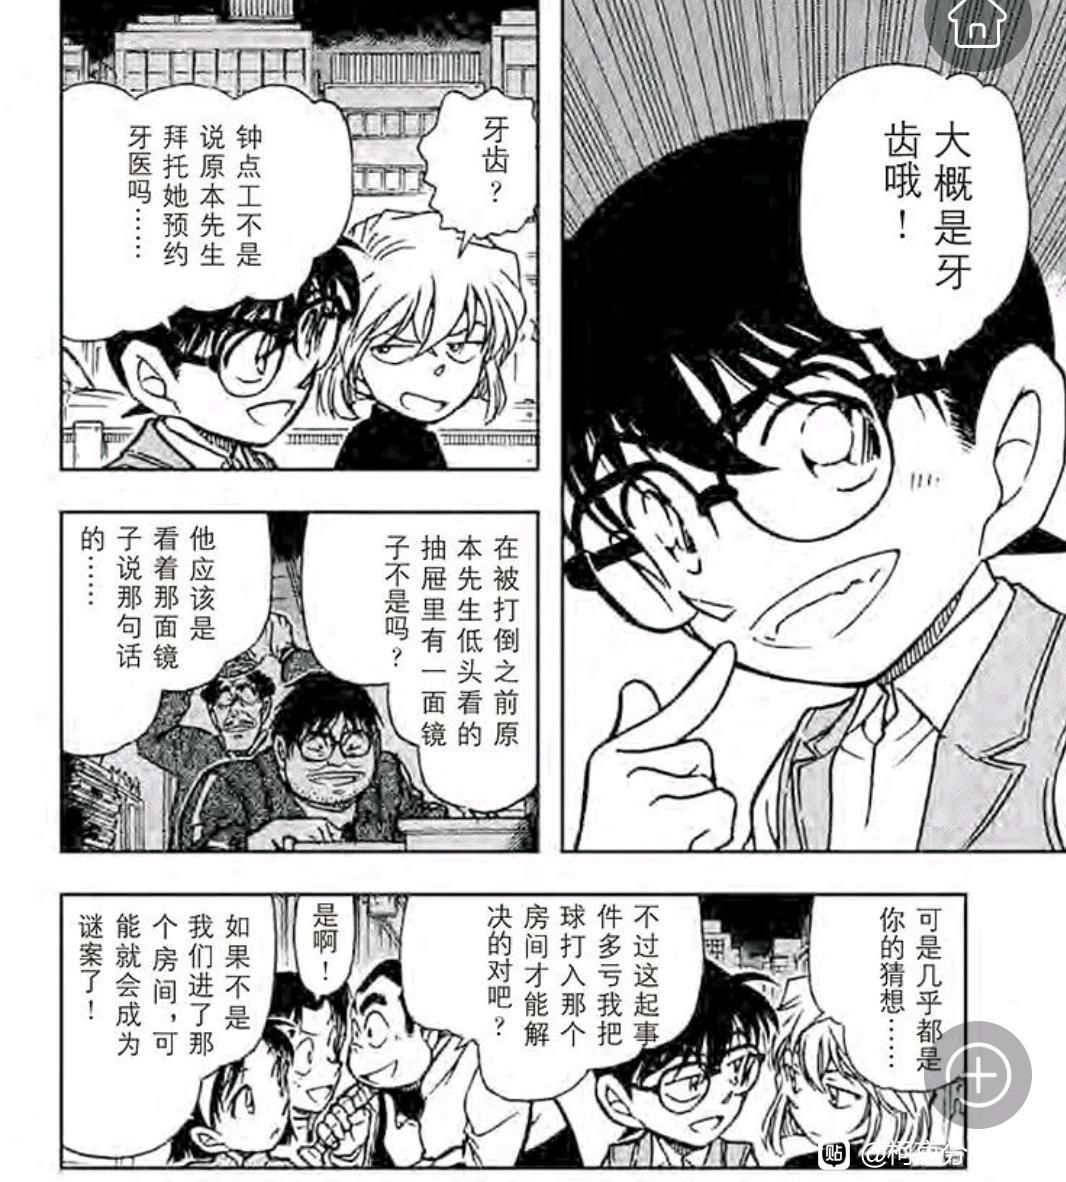 大概是牙
齿哦！
牙齿？
钟点工不是
说原本先生
拜托她预约
牙医吗……
在被打倒之前原
本先生低头看的
抽屉里有一面镜
子不是吗？
他应该是
看着那面镜
子说那句话
的……
可是几乎都是
你的猜想……
不过这起事
件多亏我把
球打入那个
房间才能解
决的对吧？
是啊！
如果不是
我们进了那
个房间，可
能就会成为
谜案了！
贴